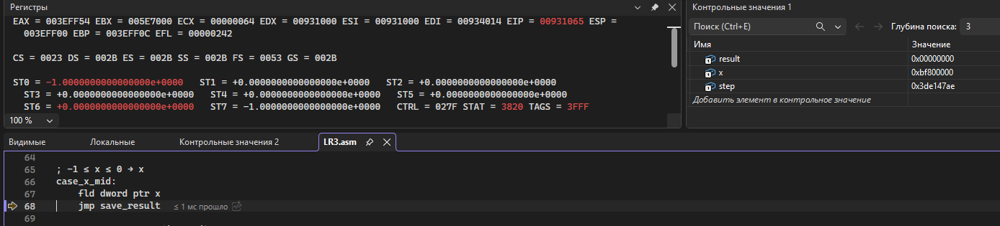 Регистры
EAX = 003EFF54 EBX = 005E7000 ECX = 00000064 EDX = 00931000 ESI = 00931000 EDI = 00934014 EIP = 00931065 ESP =
003EFF00 EBP = 003EFF0C EFL = 00000242
CS = 0023 DS = 002B ES = 002B SS = 002B FS = 0053 GS = 002B
ST0 = -1.0000000000000000e+0000 ST1 = +0.0000000000000000e+0000 ST2 = +0.0000000000000000e+0000
ST3 = +0.0000000000000000e+0000 ST4 = +0.0000000000000000e+0000 ST5 = +0.0000000000000000e+0000
ST6 = +0.0000000000000000e+0000 ST7 = -1.0000000000000000e+0000 CTRL = 027F STAT = 3820 TAGS = 3FFF
100 %
Контрольные значения 1
Поиск (Ctrl+E) Глубина поиска: 3
Имя Значение
result 0x00000000
x 0xbf800000
step 0x3de147ae
Добавить элемент в контрольное значение
Видимые Локальные Контрольные значения 2 LR3.asm
64
65 ; -1 ≤ x ≤ 0 → x
66 case_x_mid:
67 fld dword ptr x
68 jmp save_result ≤ 1 мс прошло
69